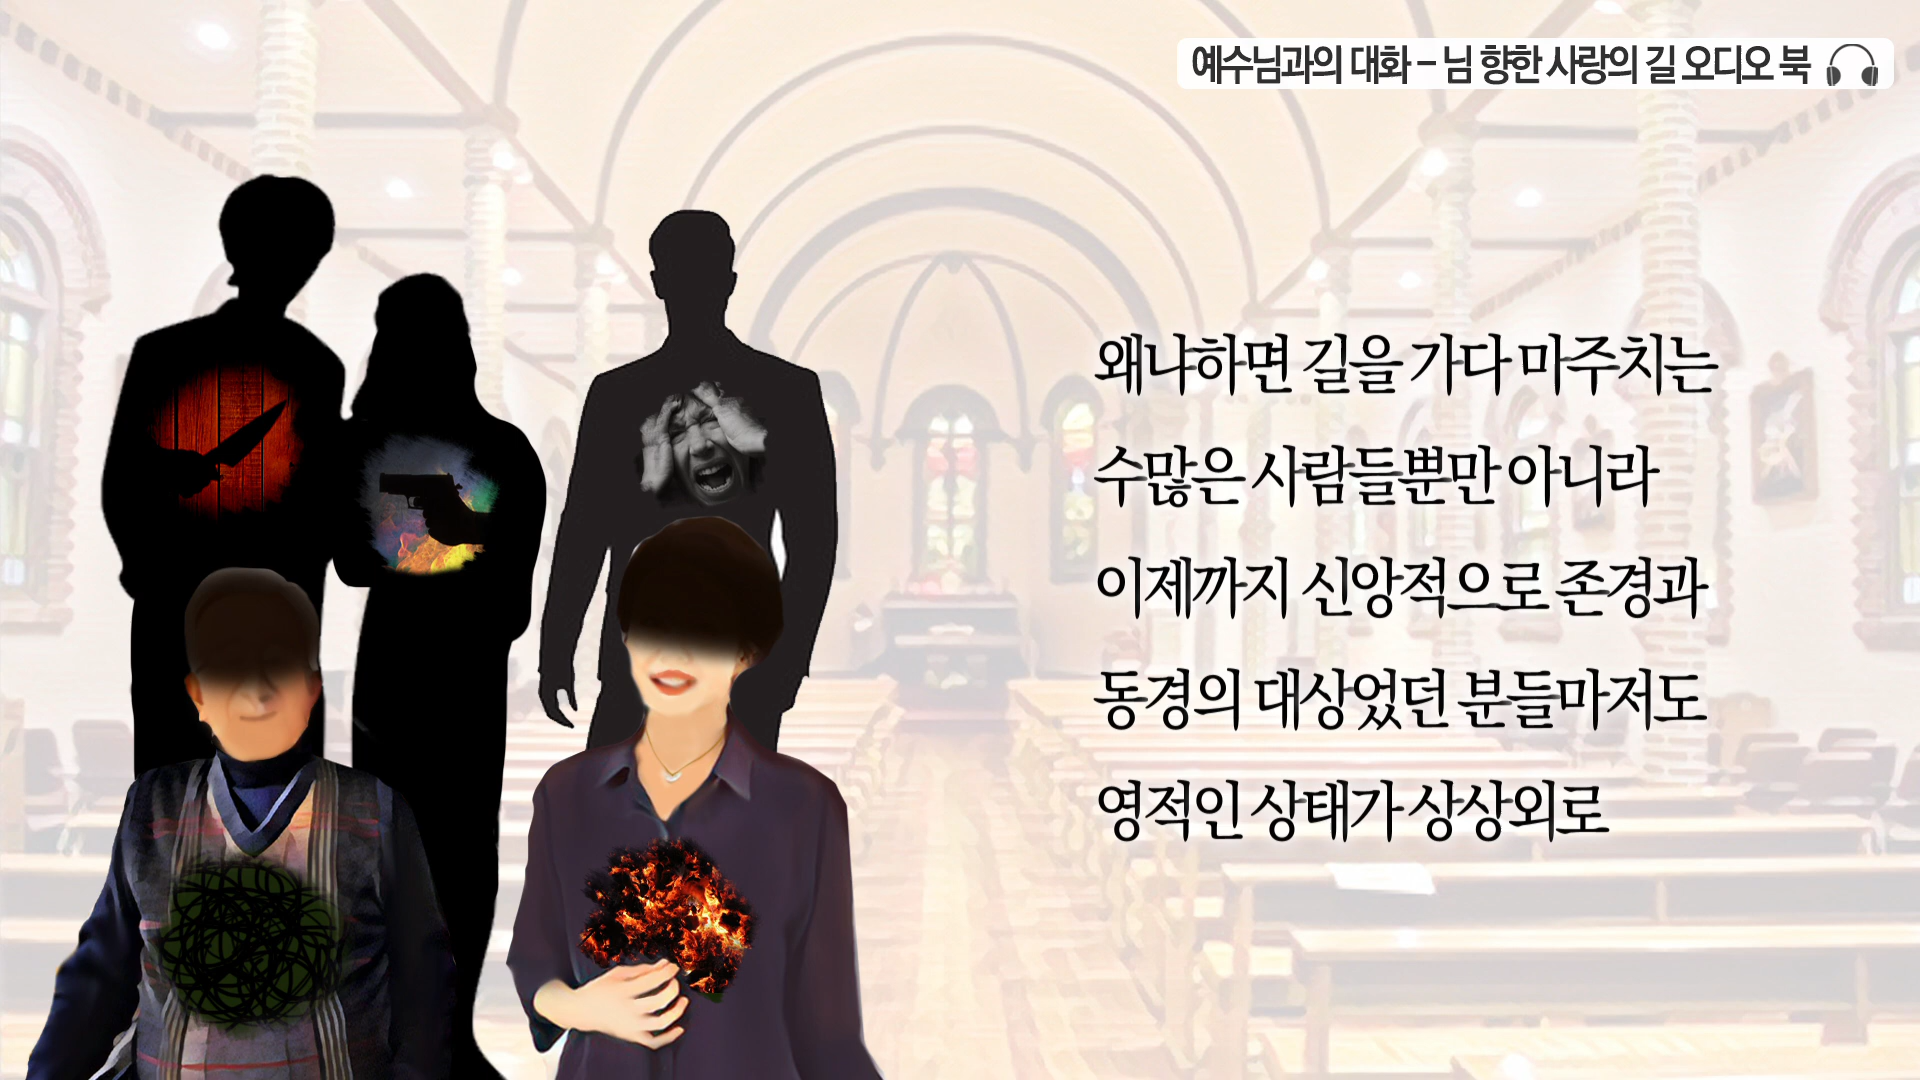 예수님과의 대화 - 님 향한 사랑의 길 오디오 북
왜냐하면 길을 가다 마주치는
수많은 사람들뿐만 아니라
이제까지 신앙적으로 존경과
동경의 대상었던 분들마저도
영적인 상태가 상상외로